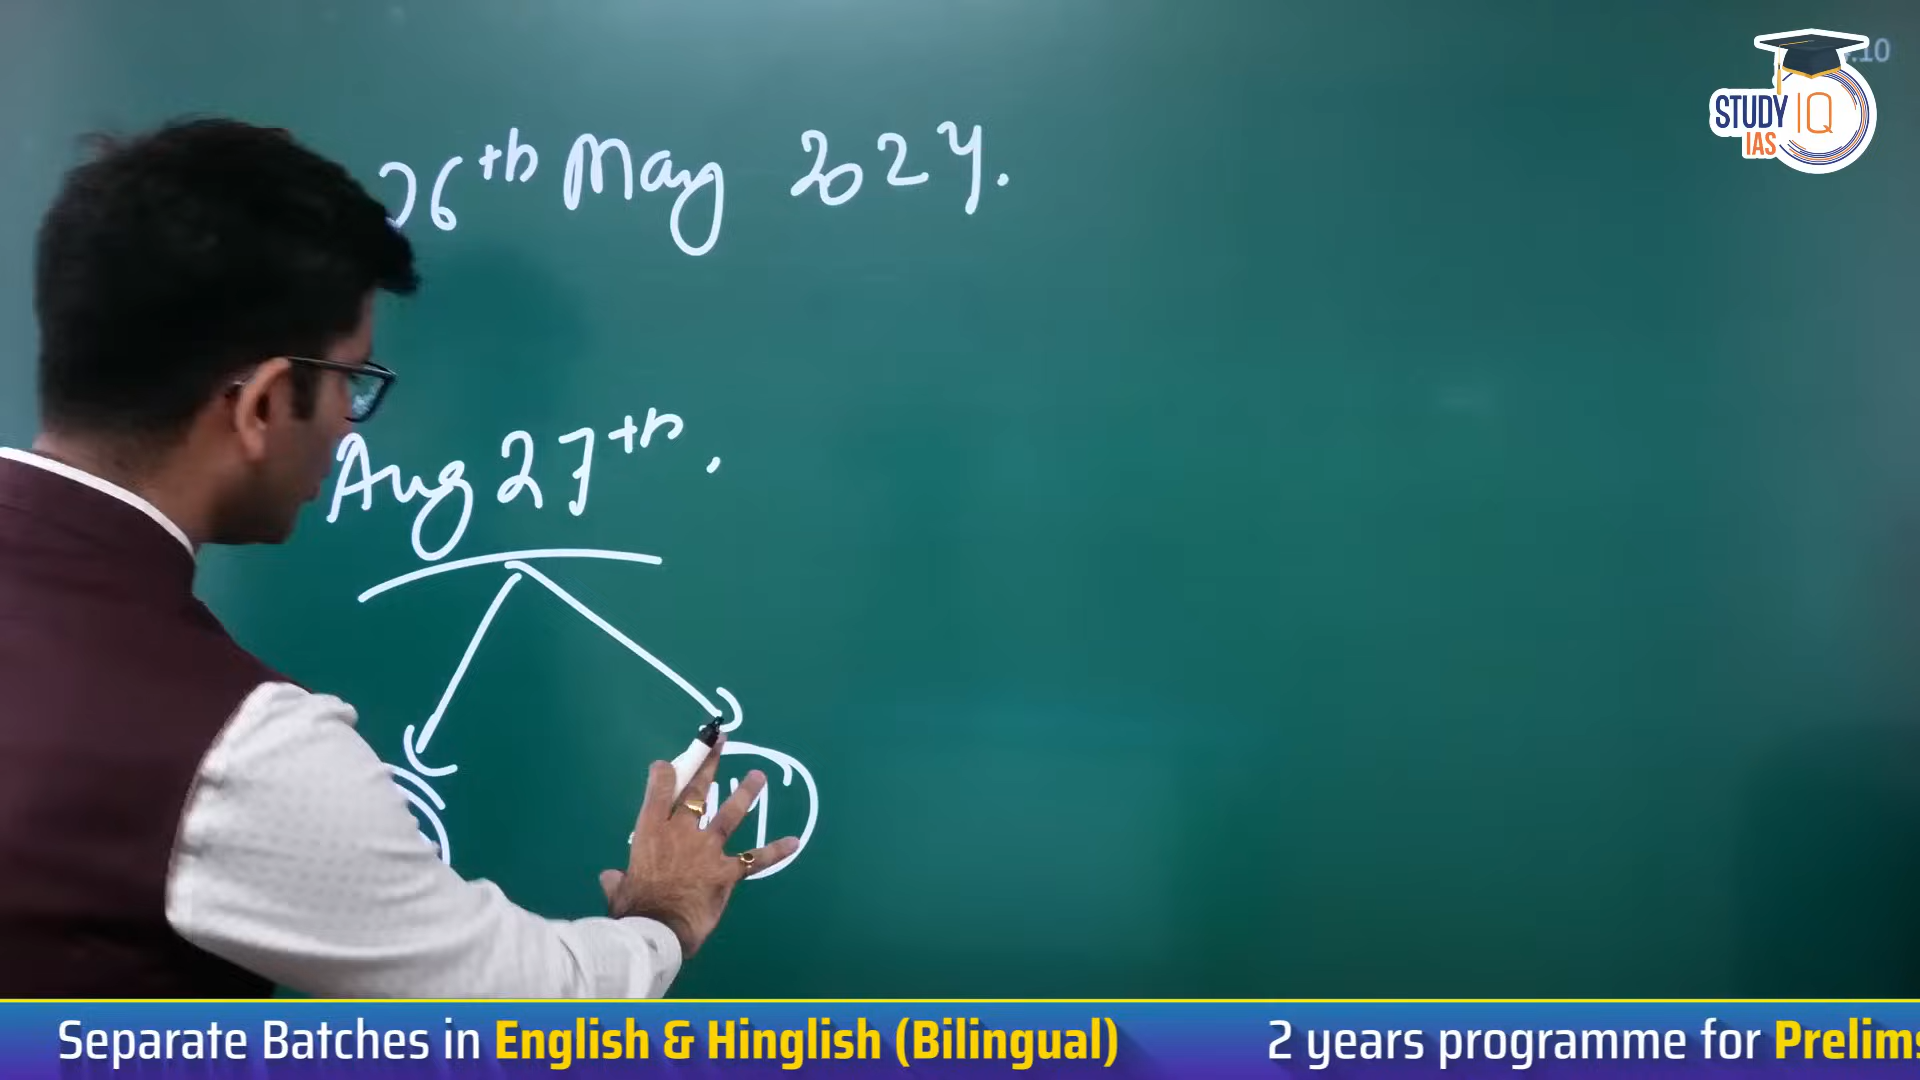 .10
STUDY IQ
IAS
26th May 2024.
Aug 27th.
Separate Batches in English & Hinglish (Bilingual)
2 years programme for Prelims